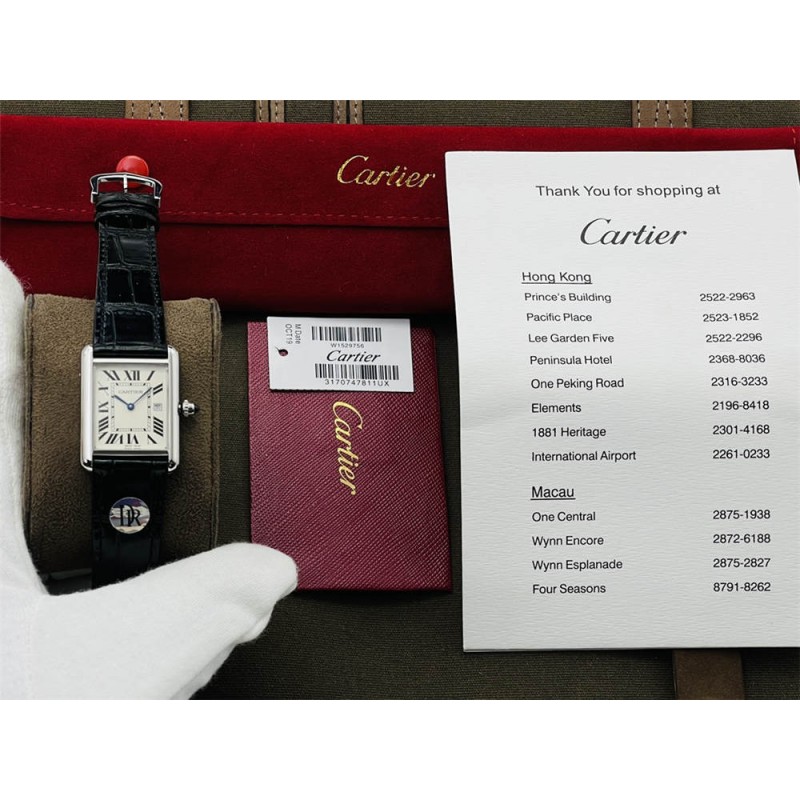 Cartier
XII
CARTIER
DR
M Date
OCT19
W1529756
Cartier
3170747811UX
Cartier
Thank You for shopping at
Cartier
Hong Kong
Prince's Building 2522-2963
Pacific Place 2523-1852
Lee Garden Five 2522-2296
Peninsula Hotel 2368-8036
One Peking Road 2316-3233
Elements 2196-8418
1881 Heritage 2301-4168
International Airport 2261-0233
Macau
One Central 2875-1938
Wynn Encore 2872-6188
Wynn Esplanade 2875-2827
Four Seasons 8791-8262